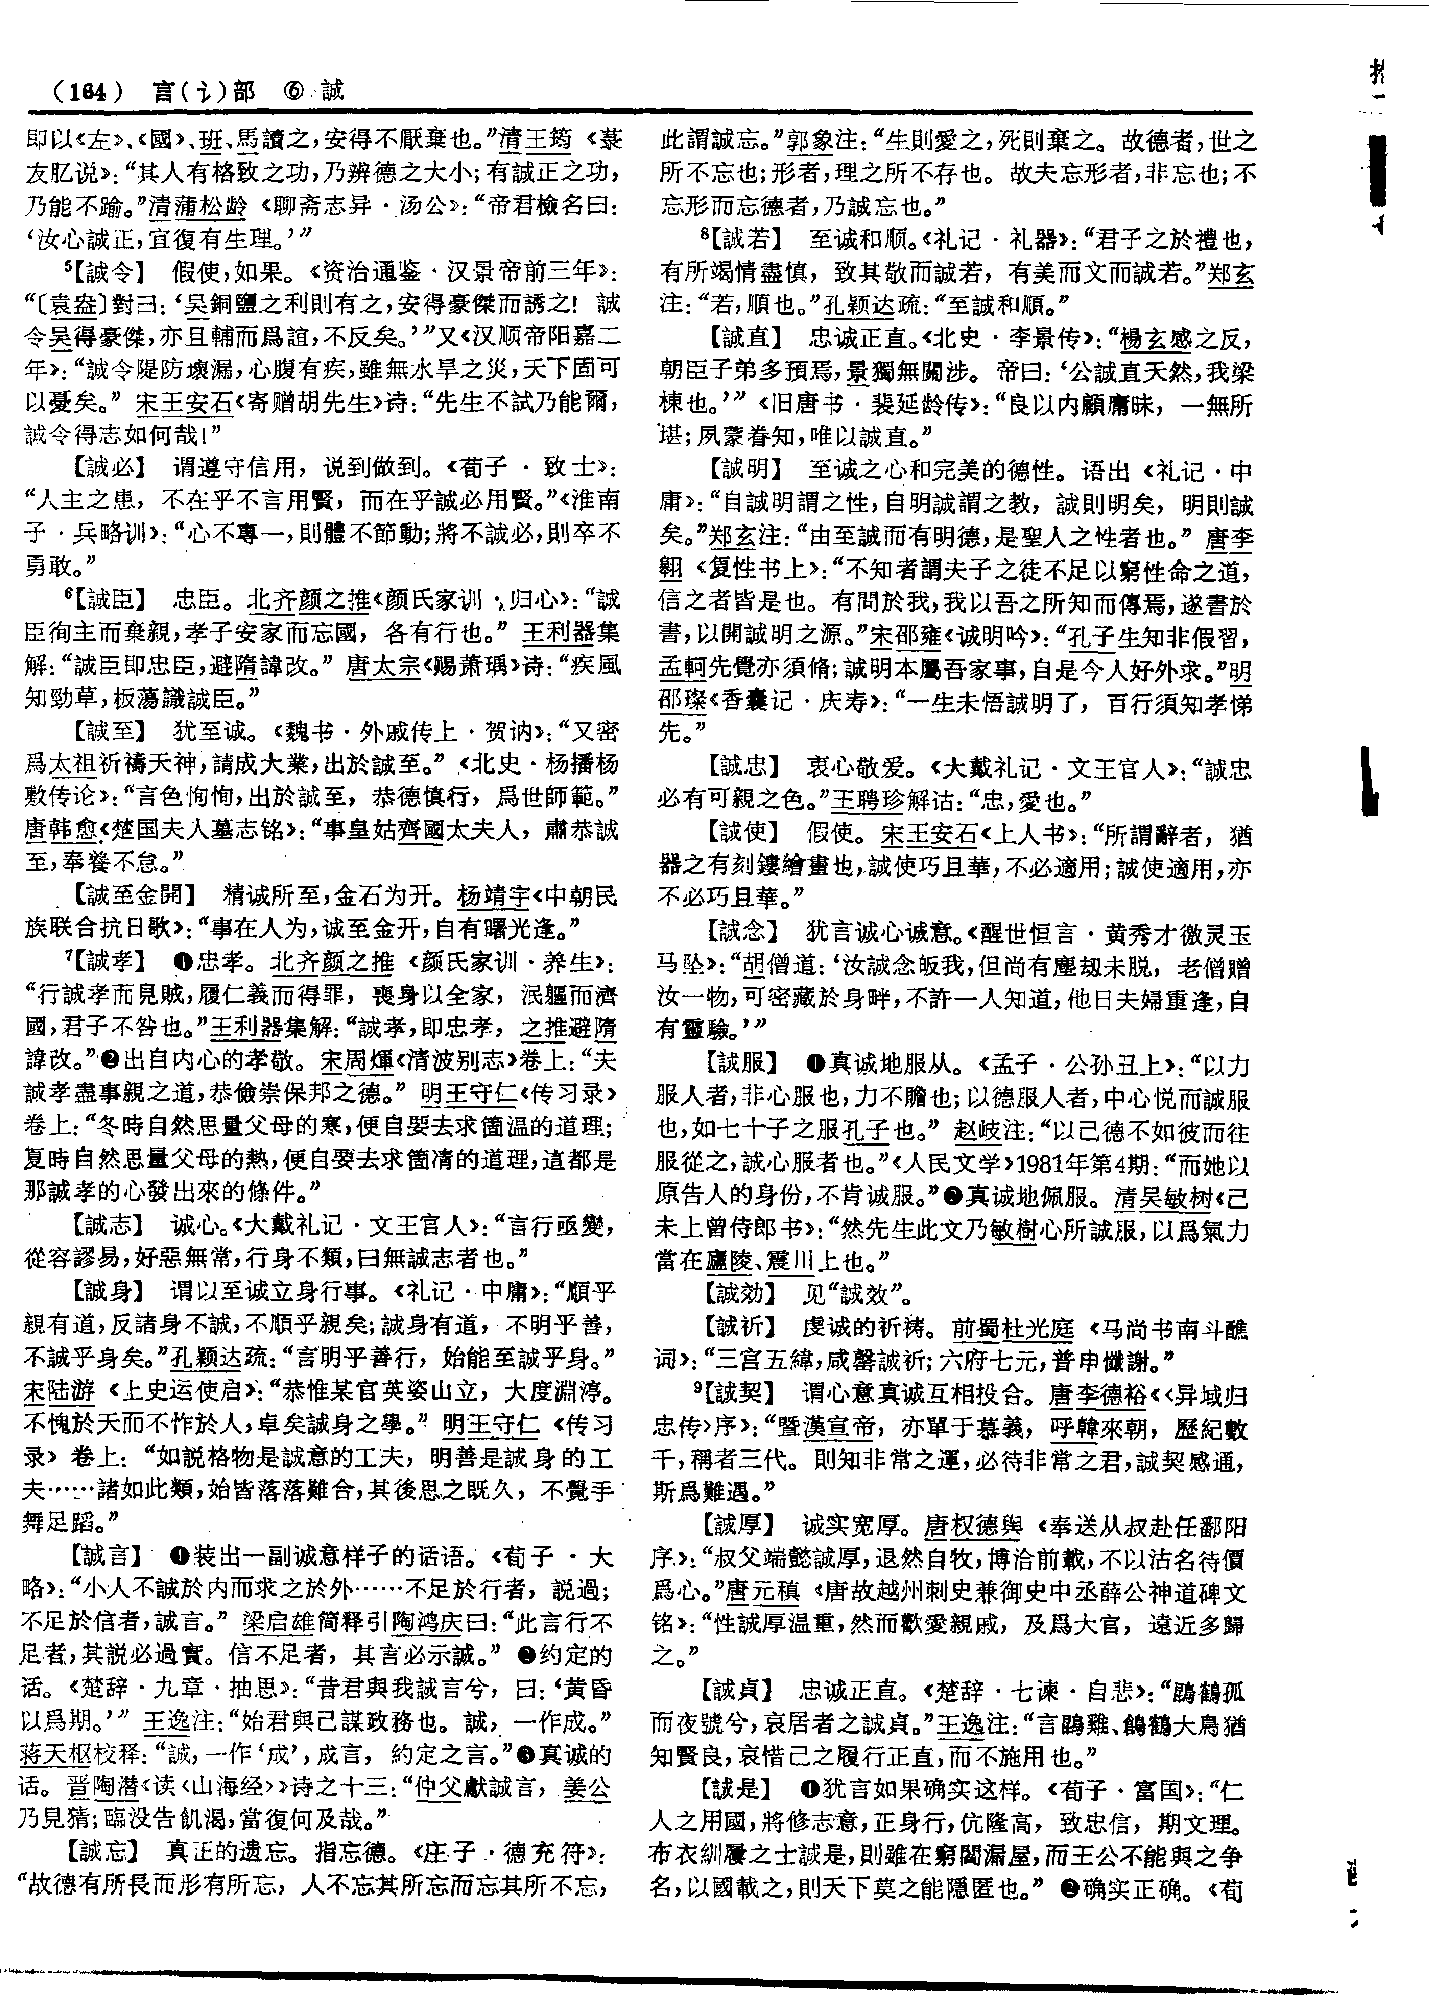 （164） 言（讠）部 ⑥ 誠
即以《左》、《國》、班、馬讀之，安得不厭棄也。”清王筠《菉
友肊说》：“其人有格致之功，乃辨德之大小；有誠正之功，
乃能不踰。”清蒲松龄《聊斋志异·汤公》：“帝君檢名曰：
‘汝心誠正，宜復有生理。’”
⁵【誠令】 假使，如果。《资治通鉴·汉景帝前三年》：
“〔袁盎〕對曰：‘吳銅鹽之利則有之，安得豪傑而誘之！誠
令吳得豪傑，亦且輔而爲誼，不反矣。’”又《汉顺帝阳嘉二
年》：“誠令隄防壞漏，心腹有疾，雖無水旱之災，天下固可
以憂矣。” 宋王安石《寄赠胡先生》诗：“先生不試乃能爾，
誠令得志如何哉！”
【誠必】 谓遵守信用，说到做到。《荀子·致士》：
“人主之患，不在乎不言用賢，而在乎誠必用賢。”《淮南
子·兵略训》：“心不專一，則體不節動；將不誠必，則卒不
勇敢。”
⁶【誠臣】 忠臣。北齐颜之推《颜氏家训·归心》：“誠
臣徇主而棄親，孝子安家而忘國，各有行也。” 王利器集
解：“誠臣即忠臣，避隋諱改。” 唐太宗《赐萧瑀》诗：“疾風
知勁草，板蕩識誠臣。”
【誠至】 犹至诚。《魏书·外戚传上·贺讷》：“又密
爲太祖祈禱天神，請成大業，出於誠至。”《北史·杨播杨
敷传论》：“言色恂恂，出於誠至，恭德慎行，爲世師範。”
唐韩愈《楚国夫人墓志铭》：“事皇姑齊國太夫人，肅恭誠
至，奉養不怠。”
【誠至金開】 精诚所至，金石为开。杨靖宇《中朝民
族联合抗日歌》：“事在人为，诚至金开，自有曙光逢。”
⁷【誠孝】 ❶忠孝。北齐颜之推《颜氏家训·养生》：
“行誠孝而見賊，履仁義而得罪，喪身以全家，泯軀而濟
國，君子不咎也。”王利器集解：“誠孝，即忠孝，之推避隋
諱改。”❷出自内心的孝敬。宋周煇《清波别志》卷上：“夫
誠孝盡事親之道，恭儉崇保邦之德。” 明王守仁《传习录》
卷上：“冬時自然思量父母的寒，便自要去求箇温的道理；
夏時自然思量父母的熱，便自要去求箇凊的道理，這都是
那誠孝的心發出來的條件。”
【誠志】 诚心。《大戴礼记·文王官人》：“言行亟變，
從容謬易，好惡無常，行身不類，曰無誠志者也。”
【誠身】 谓以至诚立身行事。《礼记·中庸》：“順乎
親有道，反諸身不誠，不順乎親矣；誠身有道，不明乎善，
不誠乎身矣。”孔颖达疏：“言明乎善行，始能至誠乎身。”
宋陆游《上史运使启》：“恭惟某官英姿山立，大度淵渟。
不愧於天而不怍於人，卓矣誠身之學。” 明王守仁《传习
录》卷上：“如説格物是誠意的工夫，明善是誠身的工
夫……諸如此類，始皆落落難合，其後思之既久，不覺手
舞足蹈。”
【誠言】 ❶装出一副诚意样子的话语。《荀子·大
略》：“小人不誠於内而求之於外……不足於行者，説過；
不足於信者，誠言。” 梁启雄简释引陶鸿庆曰：“此言行不
足者，其説必過實。信不足者，其言必示誠。” ❷约定的
话。《楚辞·九章·抽思》：“昔君與我誠言兮，曰：‘黄昏
以爲期。’” 王逸注：“始君與己謀政務也。誠，一作成。”
蒋天枢校释：“誠，一作‘成’，成言，約定之言。”❸真诚的
话。晋陶潜《读〈山海经〉》诗之十三：“仲父獻誠言，姜公
乃見猜；臨没告飢渴，當復何及哉。”
【誠忘】 真正的遗忘。指忘德。《庄子·德充符》：
“故德有所長而形有所忘，人不忘其所忘而忘其所不忘，
此謂誠忘。”郭象注：“生則愛之，死則棄之。故德者，世之
所不忘也；形者，理之所不存也。故夫忘形者，非忘也；不
忘形而忘德者，乃誠忘也。”
⁸【誠若】 至诚和顺。《礼记·礼器》：“君子之於禮也，
有所竭情盡慎，致其敬而誠若，有美而文而誠若。”郑玄
注：“若，順也。”孔颖达疏：“至誠和順。”
【誠直】 忠诚正直。《北史·李景传》：“楊玄感之反，
朝臣子弟多預焉，景獨無關涉。帝曰：‘公誠直天然，我梁
棟也。’”《旧唐书·裴延龄传》：“良以内顧庸昧，一無所
堪；夙蒙眷知，唯以誠直。”
【誠明】 至诚之心和完美的德性。语出《礼记·中
庸》：“自誠明謂之性，自明誠謂之教，誠則明矣，明則誠
矣。”郑玄注：“由至誠而有明德，是聖人之性者也。” 唐李
翱《复性书上》：“不知者謂夫子之徒不足以窮性命之道，
信之者皆是也。有問於我，我以吾之所知而傳焉，遂書於
書，以開誠明之源。”宋邵雍《诚明吟》：“孔子生知非假習，
孟軻先覺亦須脩；誠明本屬吾家事，自是今人好外求。”明
邵璨《香囊记·庆寿》：“一生未悟誠明了，百行須知孝悌
先。”
【誠忠】 衷心敬爱。《大戴礼记·文王官人》：“誠忠
必有可親之色。”王聘珍解诂：“忠，愛也。”
【誠使】 假使。宋王安石《上人书》：“所謂辭者，猶
器之有刻鏤繪畫也，誠使巧且華，不必適用；誠使適用，亦
不必巧且華。”
【誠念】 犹言诚心诚意。《醒世恒言·黄秀才徼灵玉
马坠》：“胡僧道：‘汝誠念皈我，但尚有塵劫未脱，老僧贈
汝一物，可密藏於身畔，不許一人知道，他日夫婦重逢，自
有靈驗。’”
【誠服】 ❶真诚地服从。《孟子·公孙丑上》：“以力
服人者，非心服也，力不贍也；以德服人者，中心悦而誠服
也，如七十子之服孔子也。” 赵岐注：“以己德不如彼而往
服從之，誠心服者也。”《人民文学》1981年第4期：“而她以
原告人的身份，不肯诚服。”❷真诚地佩服。清吴敏树《己
未上曾侍郎书》：“然先生此文乃敏樹心所誠服，以爲氣力
當在廬陵、震川上也。”
【誠効】 见“誠效”。
【誠祈】 虔诚的祈祷。前蜀杜光庭《马尚书南斗醮
词》：“三宫五緯，咸罄誠祈；六府七元，普申懺謝。”
⁹【誠契】 谓心意真诚互相投合。唐李德裕《〈异域归
忠传〉序》：“暨漢宣帝，亦單于慕義，呼韓來朝，歷紀數
千，稱者三代。則知非常之運，必待非常之君，誠契感通，
斯爲難遇。”
【誠厚】 诚实宽厚。唐权德舆《奉送从叔赴任鄱阳
序》：“叔父端懿誠厚，退然自牧，博洽前載，不以沽名待價
爲心。”唐元稹《唐故越州刺史兼御史中丞薛公神道碑文
铭》：“性誠厚温重，然而歡愛親戚，及爲大官，遠近多歸
之。”
【誠貞】 忠诚正直。《楚辞·七谏·自悲》：“鵾鶴孤
而夜號兮，哀居者之誠貞。”王逸注：“言鵾雞、鶬鶴大鳥猶
知賢良，哀惜己之履行正直，而不施用也。”
【誠是】 ❶犹言如果确实这样。《荀子·富国》：“仁
人之用國，將修志意，正身行，伉隆高，致忠信，期文理。
布衣紃屨之士誠是，則雖在窮閻漏屋，而王公不能與之争
名，以國載之，則天下莫之能隱匿也。” ❷确实正确。《荀